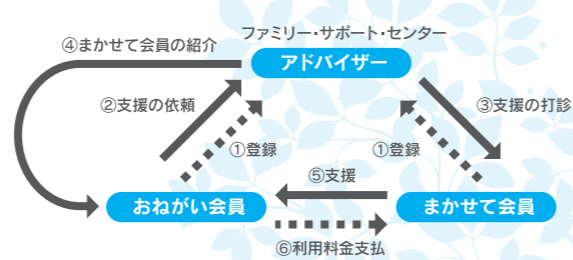 ファミリー・サポート・センター
④まかせて会員の紹介
アドバイザー
②支援の依頼
③支援の打診
①登録
①登録
⑤支援
おねがい会員
まかせて会員
⑥利用料金支払